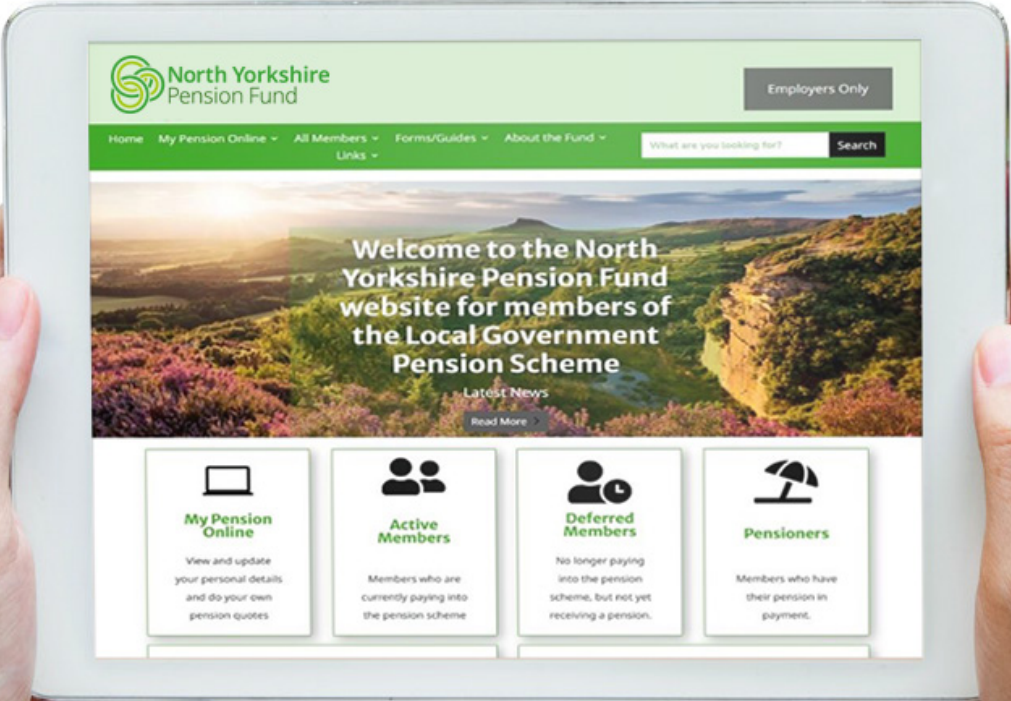 North Yorkshire
Pension Fund
Employers Only
Home My Pension Online All Members Forms/Guides About the Fund
Links
What are you looking for? Search
Welcome to the North
Yorkshire Pension Fund
website for members of
the Local Government
Pension Scheme
Latest News
Read More
My Pension
Online
View and update
your personal details
and do your own
pension quotes
Active
Members
Members who are
currently paying into
the pension scheme
Deferred
Members
No longer paying
into the pension
scheme, but not yet
receiving a pension.
Pensioners
Members who have
their pension in
payment.